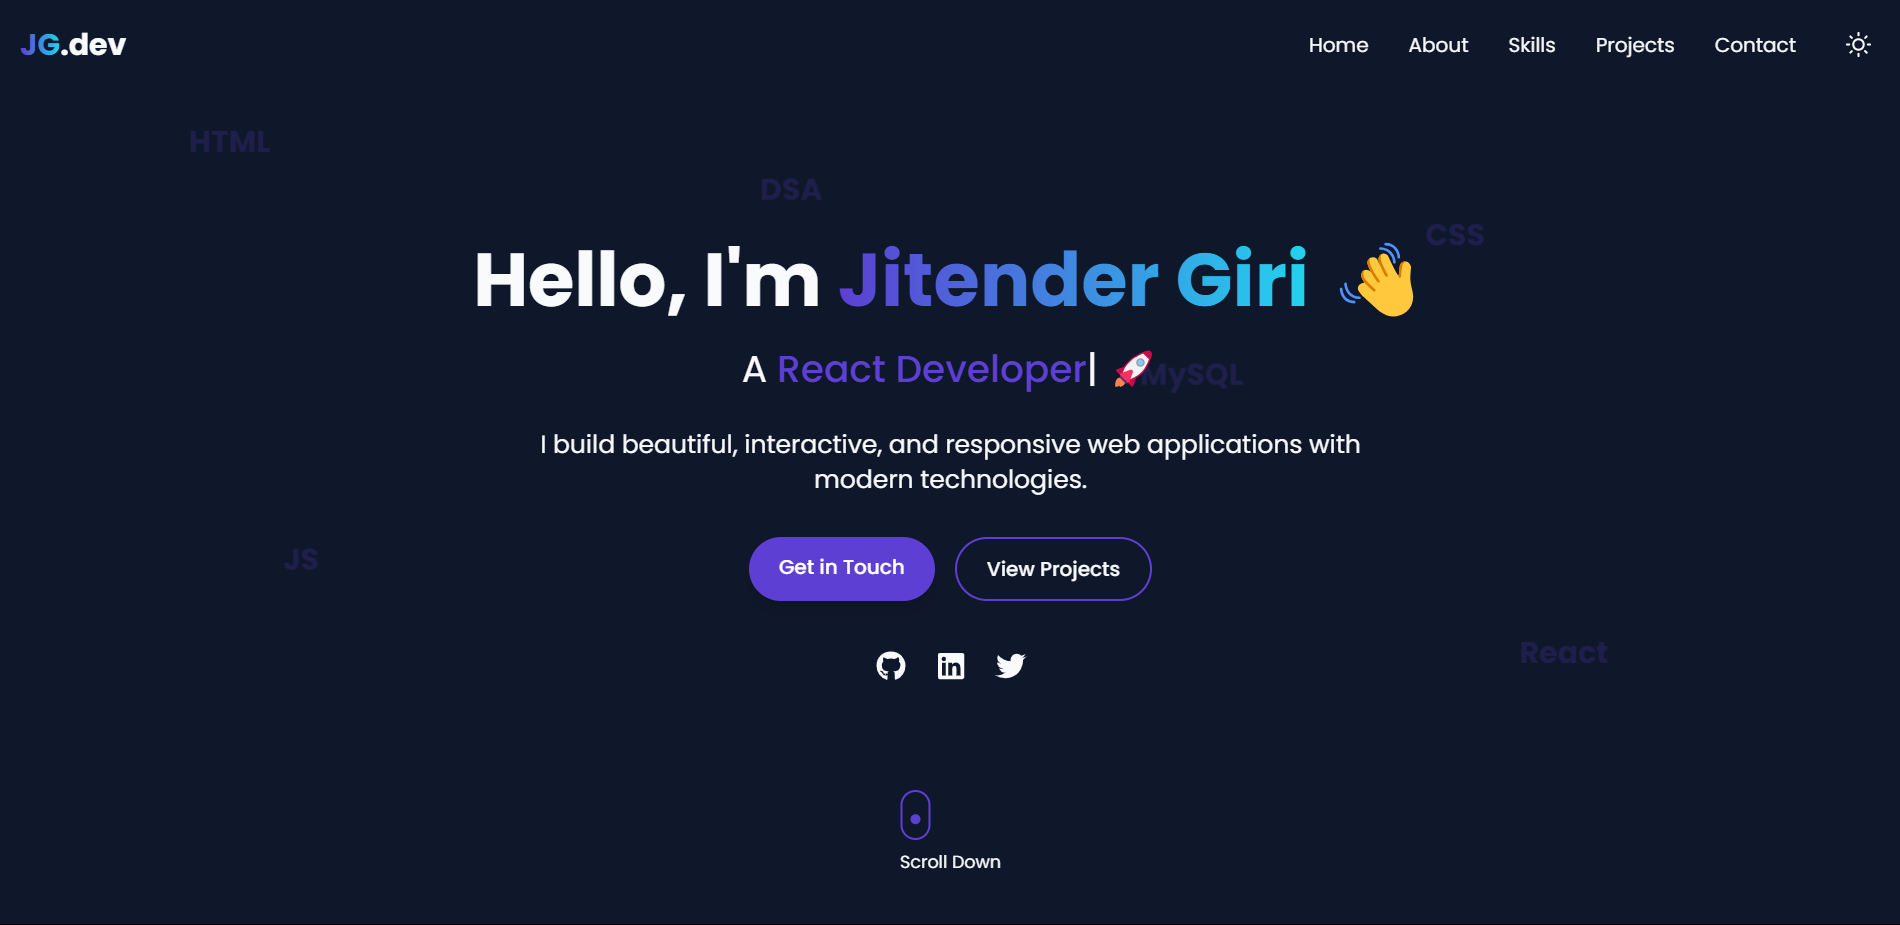 JG.dev
Home About Skills Projects Contact
HTML
DSA
CSS
Hello, I'm Jitender Giri 👋
A React Developer| 🚀
MySQL
I build beautiful, interactive, and responsive web applications with
modern technologies.
JS
Get in Touch View Projects
React
Scroll Down